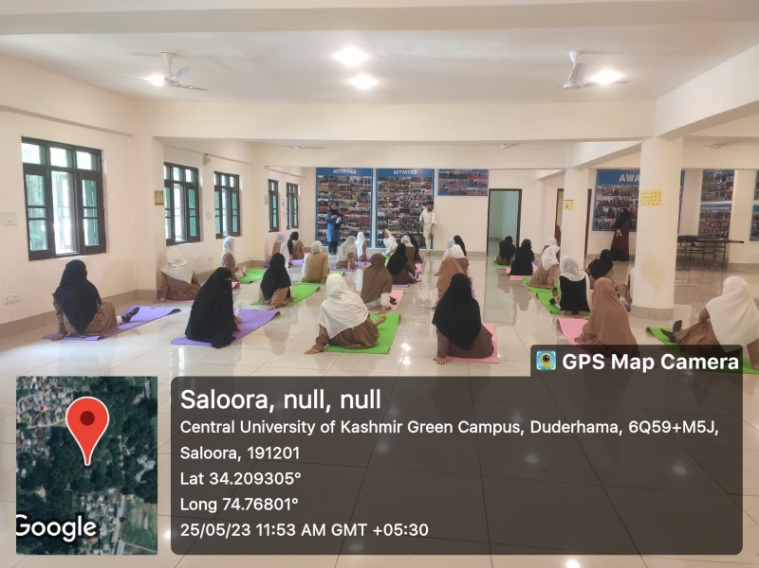 ACTIVITIES
ACTIVITIES
AWA
GPS Map Camera
Saloora, null, null
Central University of Kashmir Green Campus, Duderhama, 6Q59+M5J,
Saloora, 191201
Lat 34.209305°
Long 74.76801°
25/05/23 11:53 AM GMT +05:30
Google